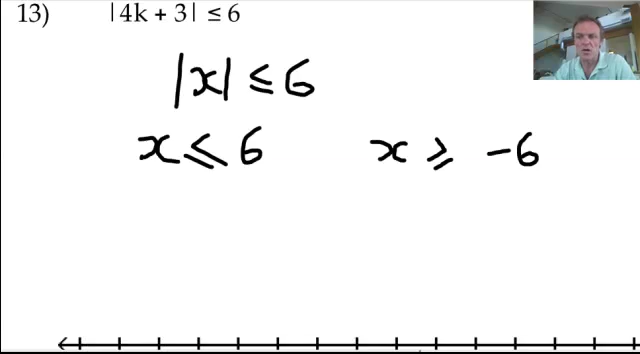 13) |4k + 3| ≤ 6
|x| ≤ 6
x ≤ 6 x ≥ -6